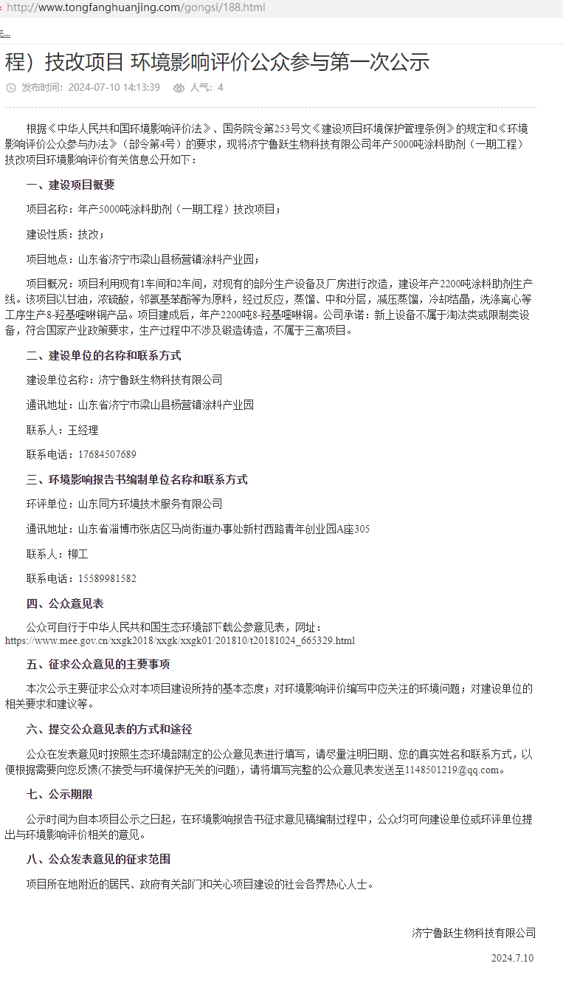 http://www.tongfanghuanjing.com/gongsi/188.html
程）技改项目 环境影响评价公众参与第一次公示
发布时间：2024-07-10 14:13:39 人气：4
根据《中华人民共和国环境影响评价法》、国务院令第253号文《建设项目环境保护管理条例》的规定和《环境
影响评价公众参与办法》（部令第4号）的要求，现将济宁鲁跃生物科技有限公司年产5000吨涂料助剂（一期工程）
技改项目环境影响评价有关信息公开如下：
一、建设项目概要
项目名称：年产5000吨涂料助剂（一期工程）技改项目；
建设性质：技改；
项目地点：山东省济宁市梁山县杨营镇涂料产业园；
项目概况：项目利用现有1车间和2车间，对现有的部分生产设备及厂房进行改造，建设年产2200吨涂料助剂生产
线。该项目以甘油，浓硫酸，邻氨基苯酚等为原料，经过反应，蒸馏、中和分层，减压蒸馏，冷却结晶，洗涤离心等
工序生产8-羟基喹啉铜产品。项目建成后，年产2200吨8-羟基喹啉铜。公司承诺：新上设备不属于淘汰类或限制类设
备，符合国家产业政策要求，生产过程中不涉及锻造铸造，不属于三高项目。
二、建设单位的名称和联系方式
建设单位名称：济宁鲁跃生物科技有限公司
通讯地址：山东省济宁市梁山县杨营镇涂料产业园
联系人：王经理
联系电话：17684507689
三、环境影响报告书编制单位名称和联系方式
环评单位：山东同方环境技术服务有限公司
通讯地址：山东省淄博市张店区马尚街道办事处新村西路青年创业园A座305
联系人：柳工
联系电话：15589981582
四、公众意见表
公众可自行于中华人民共和国生态环境部下载公参意见表，网址：
https://www.mee.gov.cn/xxgk2018/xxgk/xxgk01/201810/t20181024_665329.html
五、征求公众意见的主要事项
本次公示主要征求公众对本项目建设所持的基本态度；对环境影响评价编写中应关注的环境问题；对建设单位的
相关要求和建议等。
六、提交公众意见表的方式和途径
公众在发表意见时按照生态环境部制定的公众意见表进行填写，请尽量注明日期、您的真实姓名和联系方式，以
便根据需要向您反馈(不接受与环境保护无关的问题)，请将填写完整的公众意见表发送至1148501219@qq.com。
七、公示期限
公示时间为自本项目公示之日起，在环境影响报告书征求意见稿编制过程中，公众均可向建设单位或环评单位提
出与环境影响评价相关的意见。
八、公众发表意见的征求范围
项目所在地附近的居民、政府有关部门和关心项目建设的社会各界热心人士。
济宁鲁跃生物科技有限公司
2024.7.10